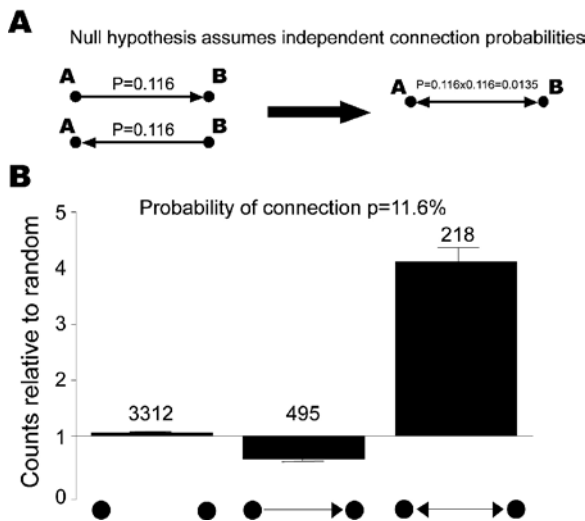 A
Null hypothesis assumes independent connection probabilities
A P=0.116 B
A P=0.116 B
A P=0.116x0.116=0.0135 B
B
Probability of connection p=11.6%
Counts relative to random
5
4
3
2
1
0
3312
495
218